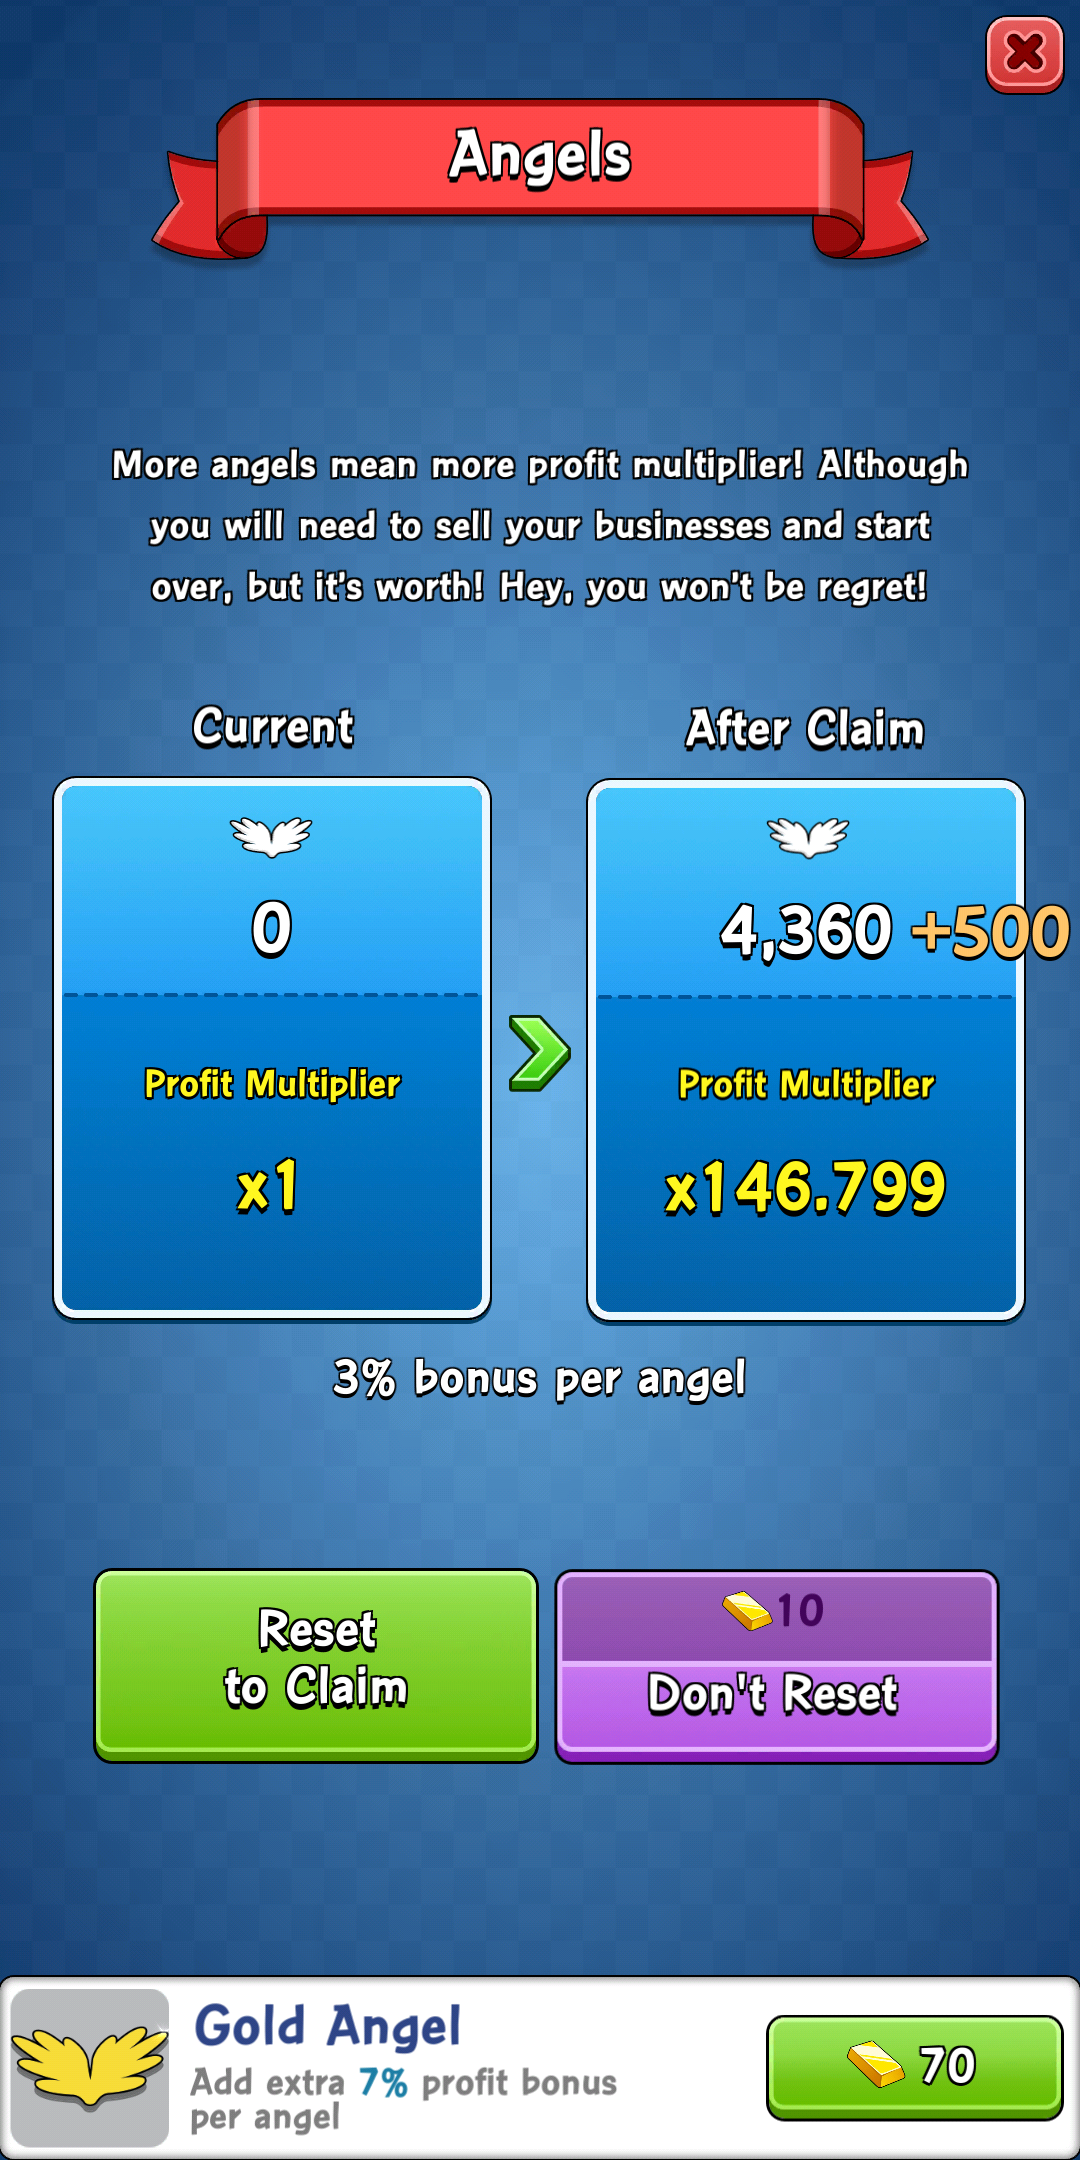 Angels
More angels mean more profit multiplier! Although
you will need to sell your businesses and start
over, but it's worth! Hey, you won't be regret!
Current
After Claim
0
4,360 +500
Profit Multiplier
Profit Multiplier
x1
x146.799
3% bonus per angel
Reset
to Claim
10
Don't Reset
Gold Angel
Add extra 7% profit bonus
per angel
70